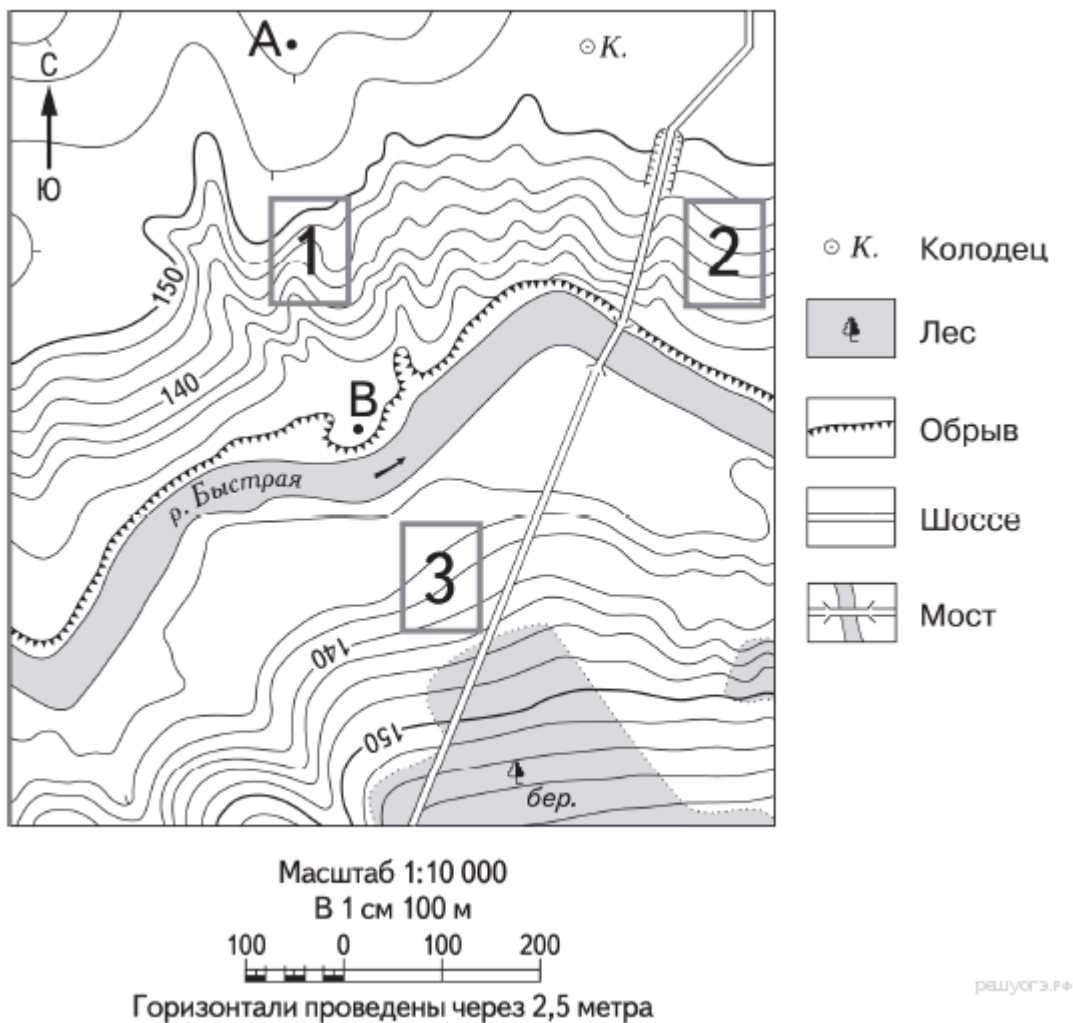 А
К.
С
Ю
1
2
150
140
В
р. Быстрая
3
140
150
бер.
К. Колодец
Лес
Обрыв
Шоссе
Мост
Масштаб 1:10 000
В 1 см 100 м
100 0 100 200
Горизонтали проведены через 2,5 метра
решуогэ.рф